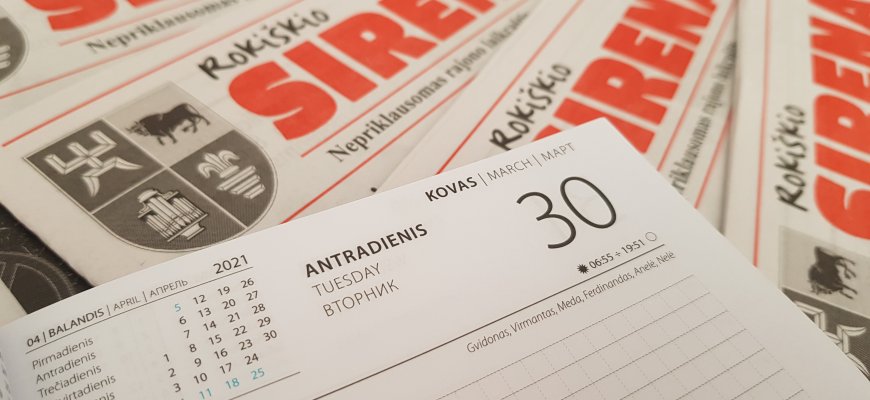 Rokiškio
SIRENA
Nepriklausomas rajono
Rokiškio
SIRENA
Nepriklausomas rajono
Rokiškio
SIRENA
KOVAS | MARCH | МАРТ
30
ANTRADIENIS
TUESDAY
ВТОРНИК
06:55 ÷ 19:51
Gvidonas, Virmantas, Meda, Ferdinandas, Anelė, Nelė
2021
04 | BALANDIS | APRIL | АПРЕЛЬ
Pirmadienis 5 12 19 26
Antradienis 6 13 20 27
Trečiadienis 7 14 21 28
virtadienis 1 8 15 22 29
2 9 16 23 30
3 10 17 24
11 18 25